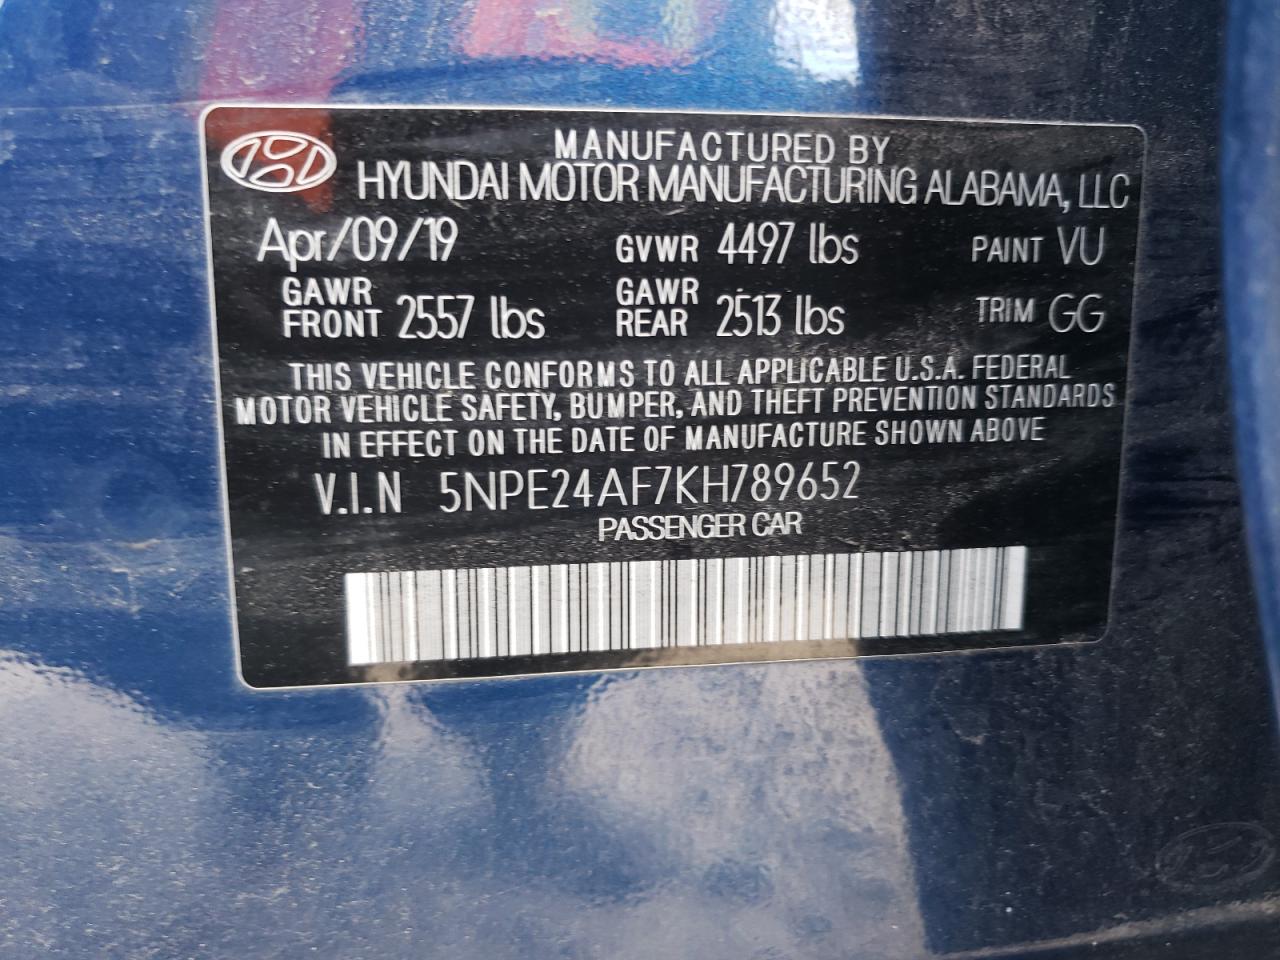 MANUFACTURED BY
HYUNDAI MOTOR MANUFACTURING ALABAMA, LLC
Apr/09/19 GVWR 4497 lbs PAINT VU
GAWR FRONT 2557 lbs GAWR REAR 2513 lbs TRIM GG
THIS VEHICLE CONFORMS TO ALL APPLICABLE U.S.A. FEDERAL
MOTOR VEHICLE SAFETY, BUMPER, AND THEFT PREVENTION STANDARDS
IN EFFECT ON THE DATE OF MANUFACTURE SHOWN ABOVE
V.I.N 5NPE24AF7KH789652
PASSENGER CAR